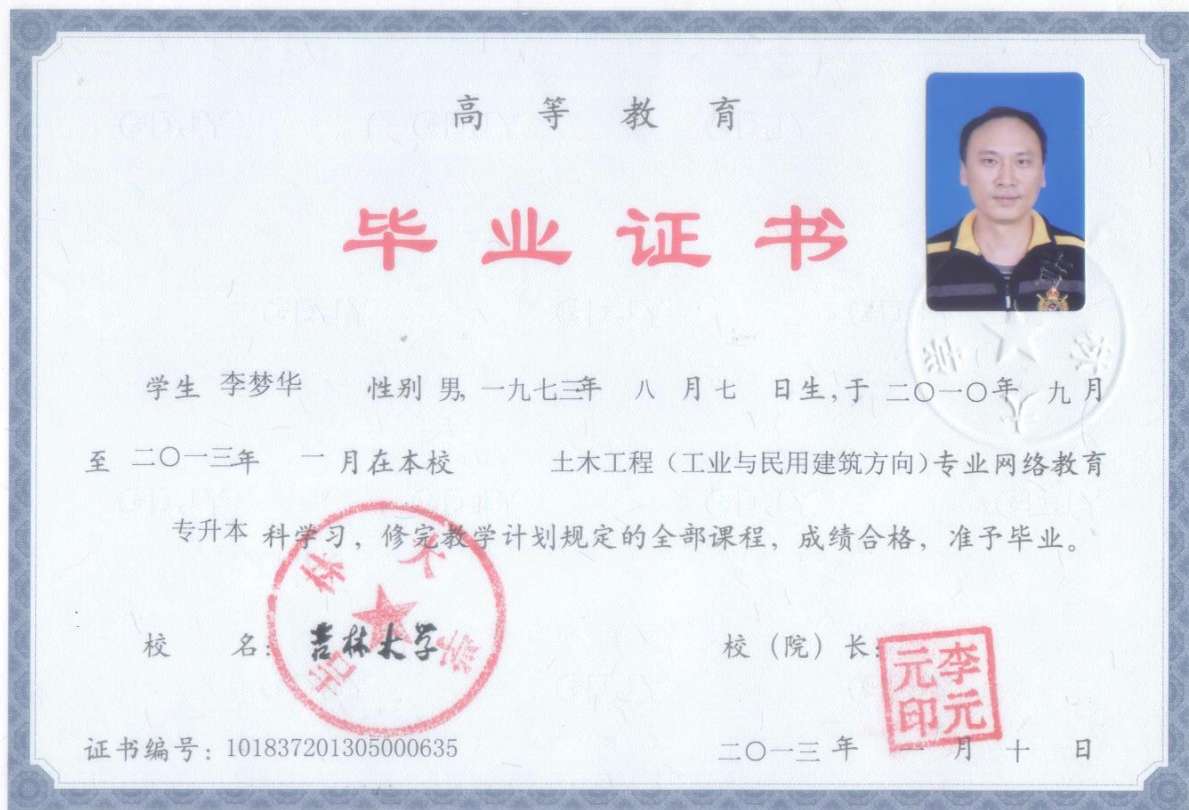 高等教育
毕业证书
学生 李梦华 性别 男, 一九七三年 八 月 七 日生,于 二〇一〇年 九 月
至 二〇一三年 一 月在本校 土木工程（工业与民用建筑方向）专业网络教育
专升本 科学习，修完教学计划规定的全部课程，成绩合格，准予毕业。
校 名: 吉林大学
吉林大学
校（院）长:
李元元印
证书编号: 101837201305000635
二〇一三 年 一 月 十 日